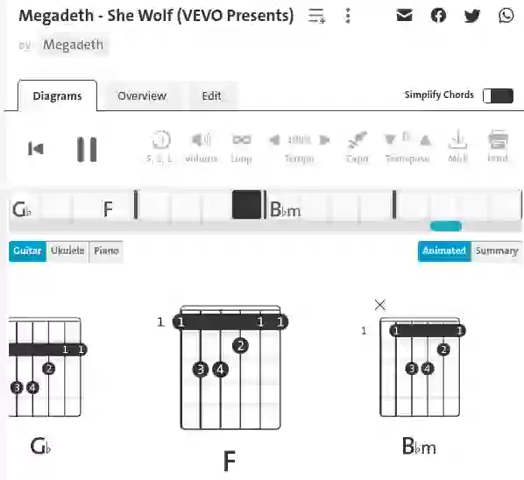 Megadeth - She Wolf (VEVO Presents)
by Megadeth
Diagrams Overview Edit Simplify Chords
100%
0
Volume Loop Tempo Capo Transpose Midi
G♭ F B♭m
Guitar Ukulele Piano Animated Summary
1 1 1 1
1 1
1 1 1
2
3 4
2
3 4
2
3 4
G♭
F
B♭m